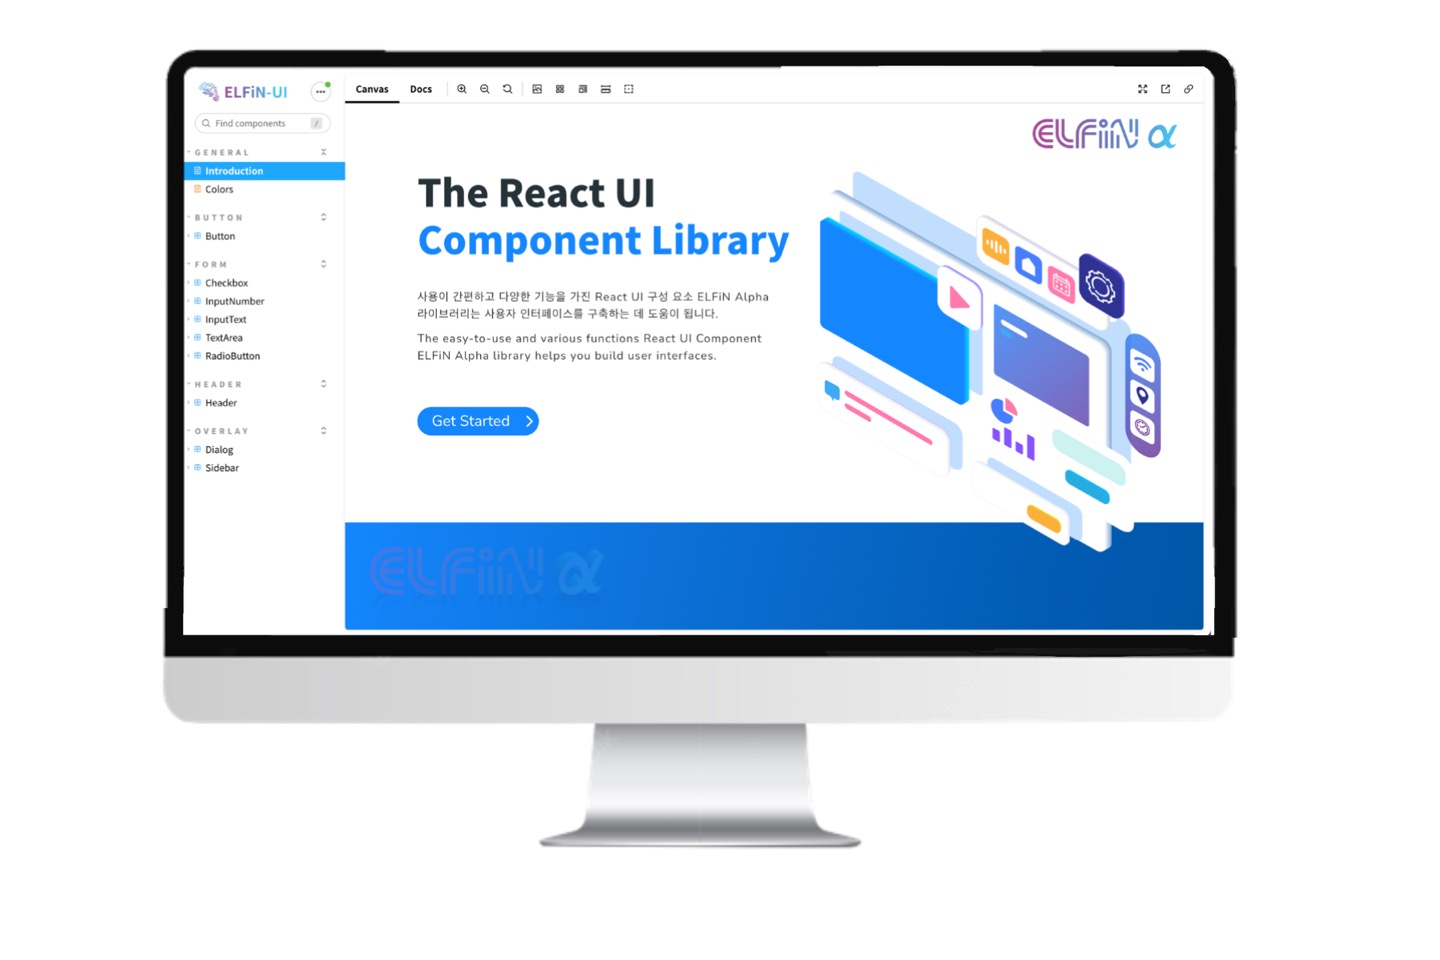 ELFiN-UI
Find components
/
GENERAL
Introduction
Colors
BUTTON
Button
FORM
Checkbox
InputNumber
InputText
TextArea
RadioButton
HEADER
Header
OVERLAY
Dialog
Sidebar
Canvas Docs
ELFiN α
The React UI
Component Library
사용이 간편하고 다양한 기능을 가진 React UI 구성 요소 ELFiN Alpha
라이브러리는 사용자 인터페이스를 구축하는 데 도움이 됩니다.
The easy-to-use and various functions React UI Component
ELFiN Alpha library helps you build user interfaces.
Get Started
ELFiN α